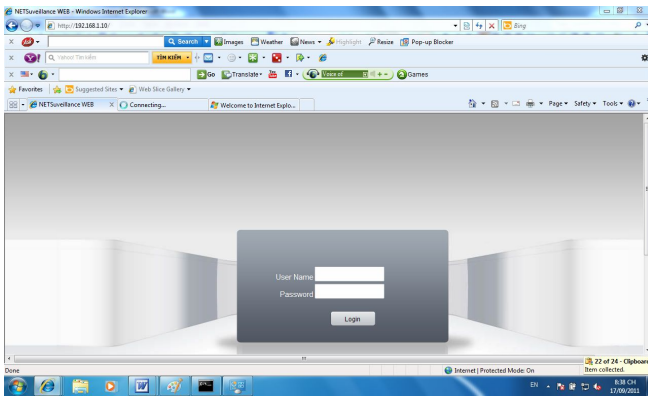 NETSuveillance WEB - Windows Internet Explorer
http://192.168.1.10/
Bing
Search Images Weather News Highlight Resize Pop-up Blocker
Y! Yahoo Tìm kiếm TÌM KIẾM
Go Translate Voice of Games
Favorites Suggested Sites Web Slice Gallery
NETSuveillance WEB Connecting... Welcome to Internet Explo... Page Safety Tools
User Name
Password
Login
22 of 24 - Clipboar
Item collected.
Done Internet | Protected Mode: On
EN 8:38 CH
17/09/2011